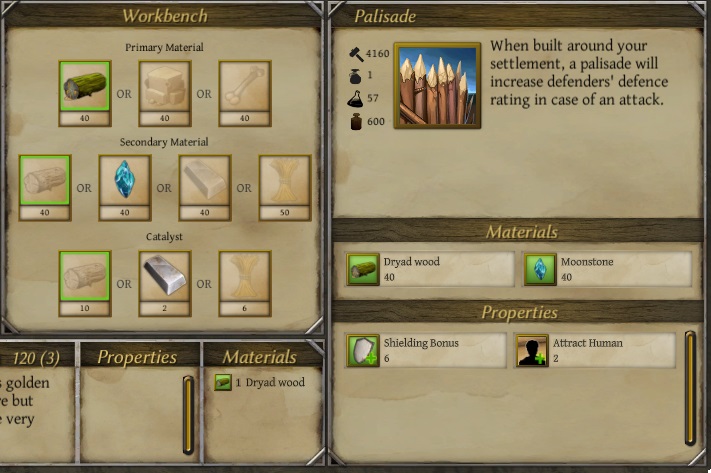 Workbench
Primary Material
OR OR
40 40 40
Secondary Material
OR OR OR
40 40 40 50
Catalyst
OR OR
10 2 6
120 (3)
s golden
re but
e very
Properties
Materials
1 Dryad wood
Palisade
4160
1
57
600
When built around your
settlement, a palisade will
increase defenders' defence
rating in case of an attack.
Materials
Dryad wood
40
Moonstone
40
Properties
Shielding Bonus
6
Attract Human
2